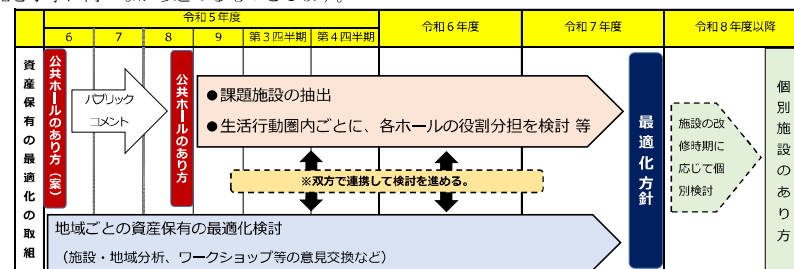 令和５年度
令和６年度
令和７年度
令和８年度以降
6
7
8
9
第３四半期
第４四半期
資産保有の最適化の取組
公共ホールのあり方（案）
パブリック
コメント
公共ホールのあり方
●課題施設の抽出
●生活行動圏内ごとに、各ホールの役割分担を検討 等
※双方で連携して検討を進める。
地域ごとの資産保有の最適化検討
（施設・地域分析、ワークショップ等の意見交換など）
最適化方針
施設の改
修時期に
応じて個
別検討
個別施設のあり方